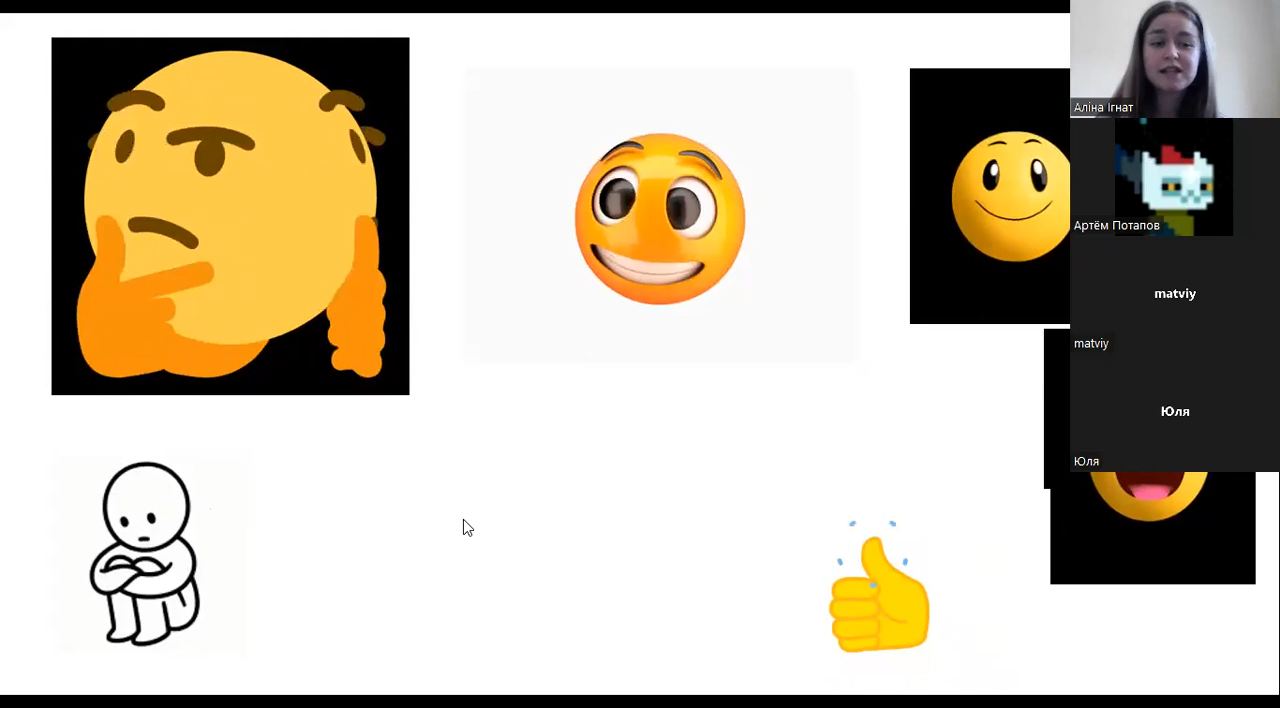 Аліна Ігнат
Артём Потапов
matviy
matviy
Юля
Юля